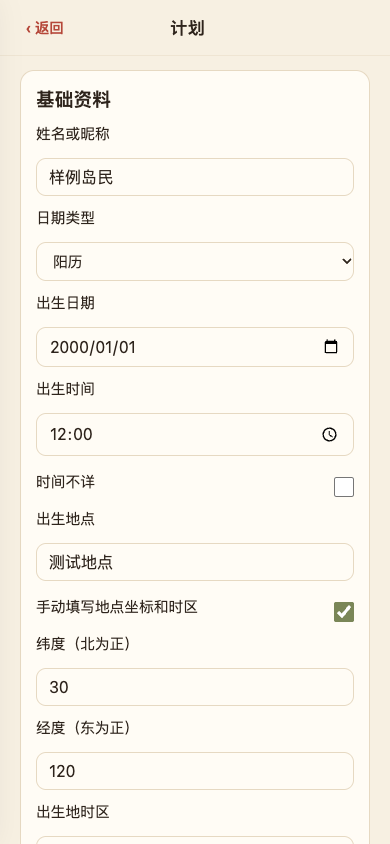 ‹ 返回
计划
基础资料
姓名或昵称
样例岛民
日期类型
阳历
出生日期
2000/01/01
出生时间
12:00
时间不详
出生地点
测试地点
手动填写地点坐标和时区
纬度（北为正）
30
经度（东为正）
120
出生地时区